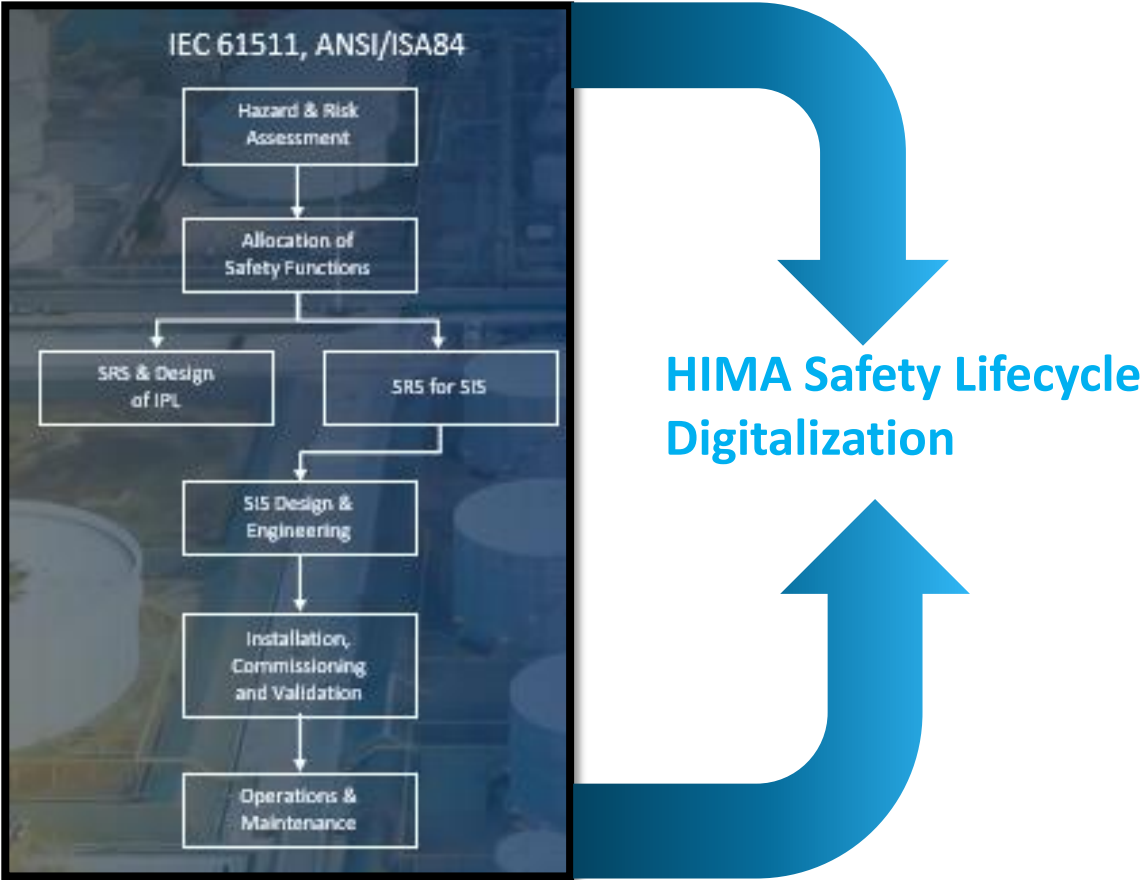 IEC 61511, ANSI/ISA84
Hazard & Risk
Assessment
Allocation of
Safety Functions
SRS & Design
of IPL
SRS for SIS
SIS Design &
Engineering
Installation,
Commissioning
and Validation
Operations &
Maintenance
HIMA Safety Lifecycle
Digitalization